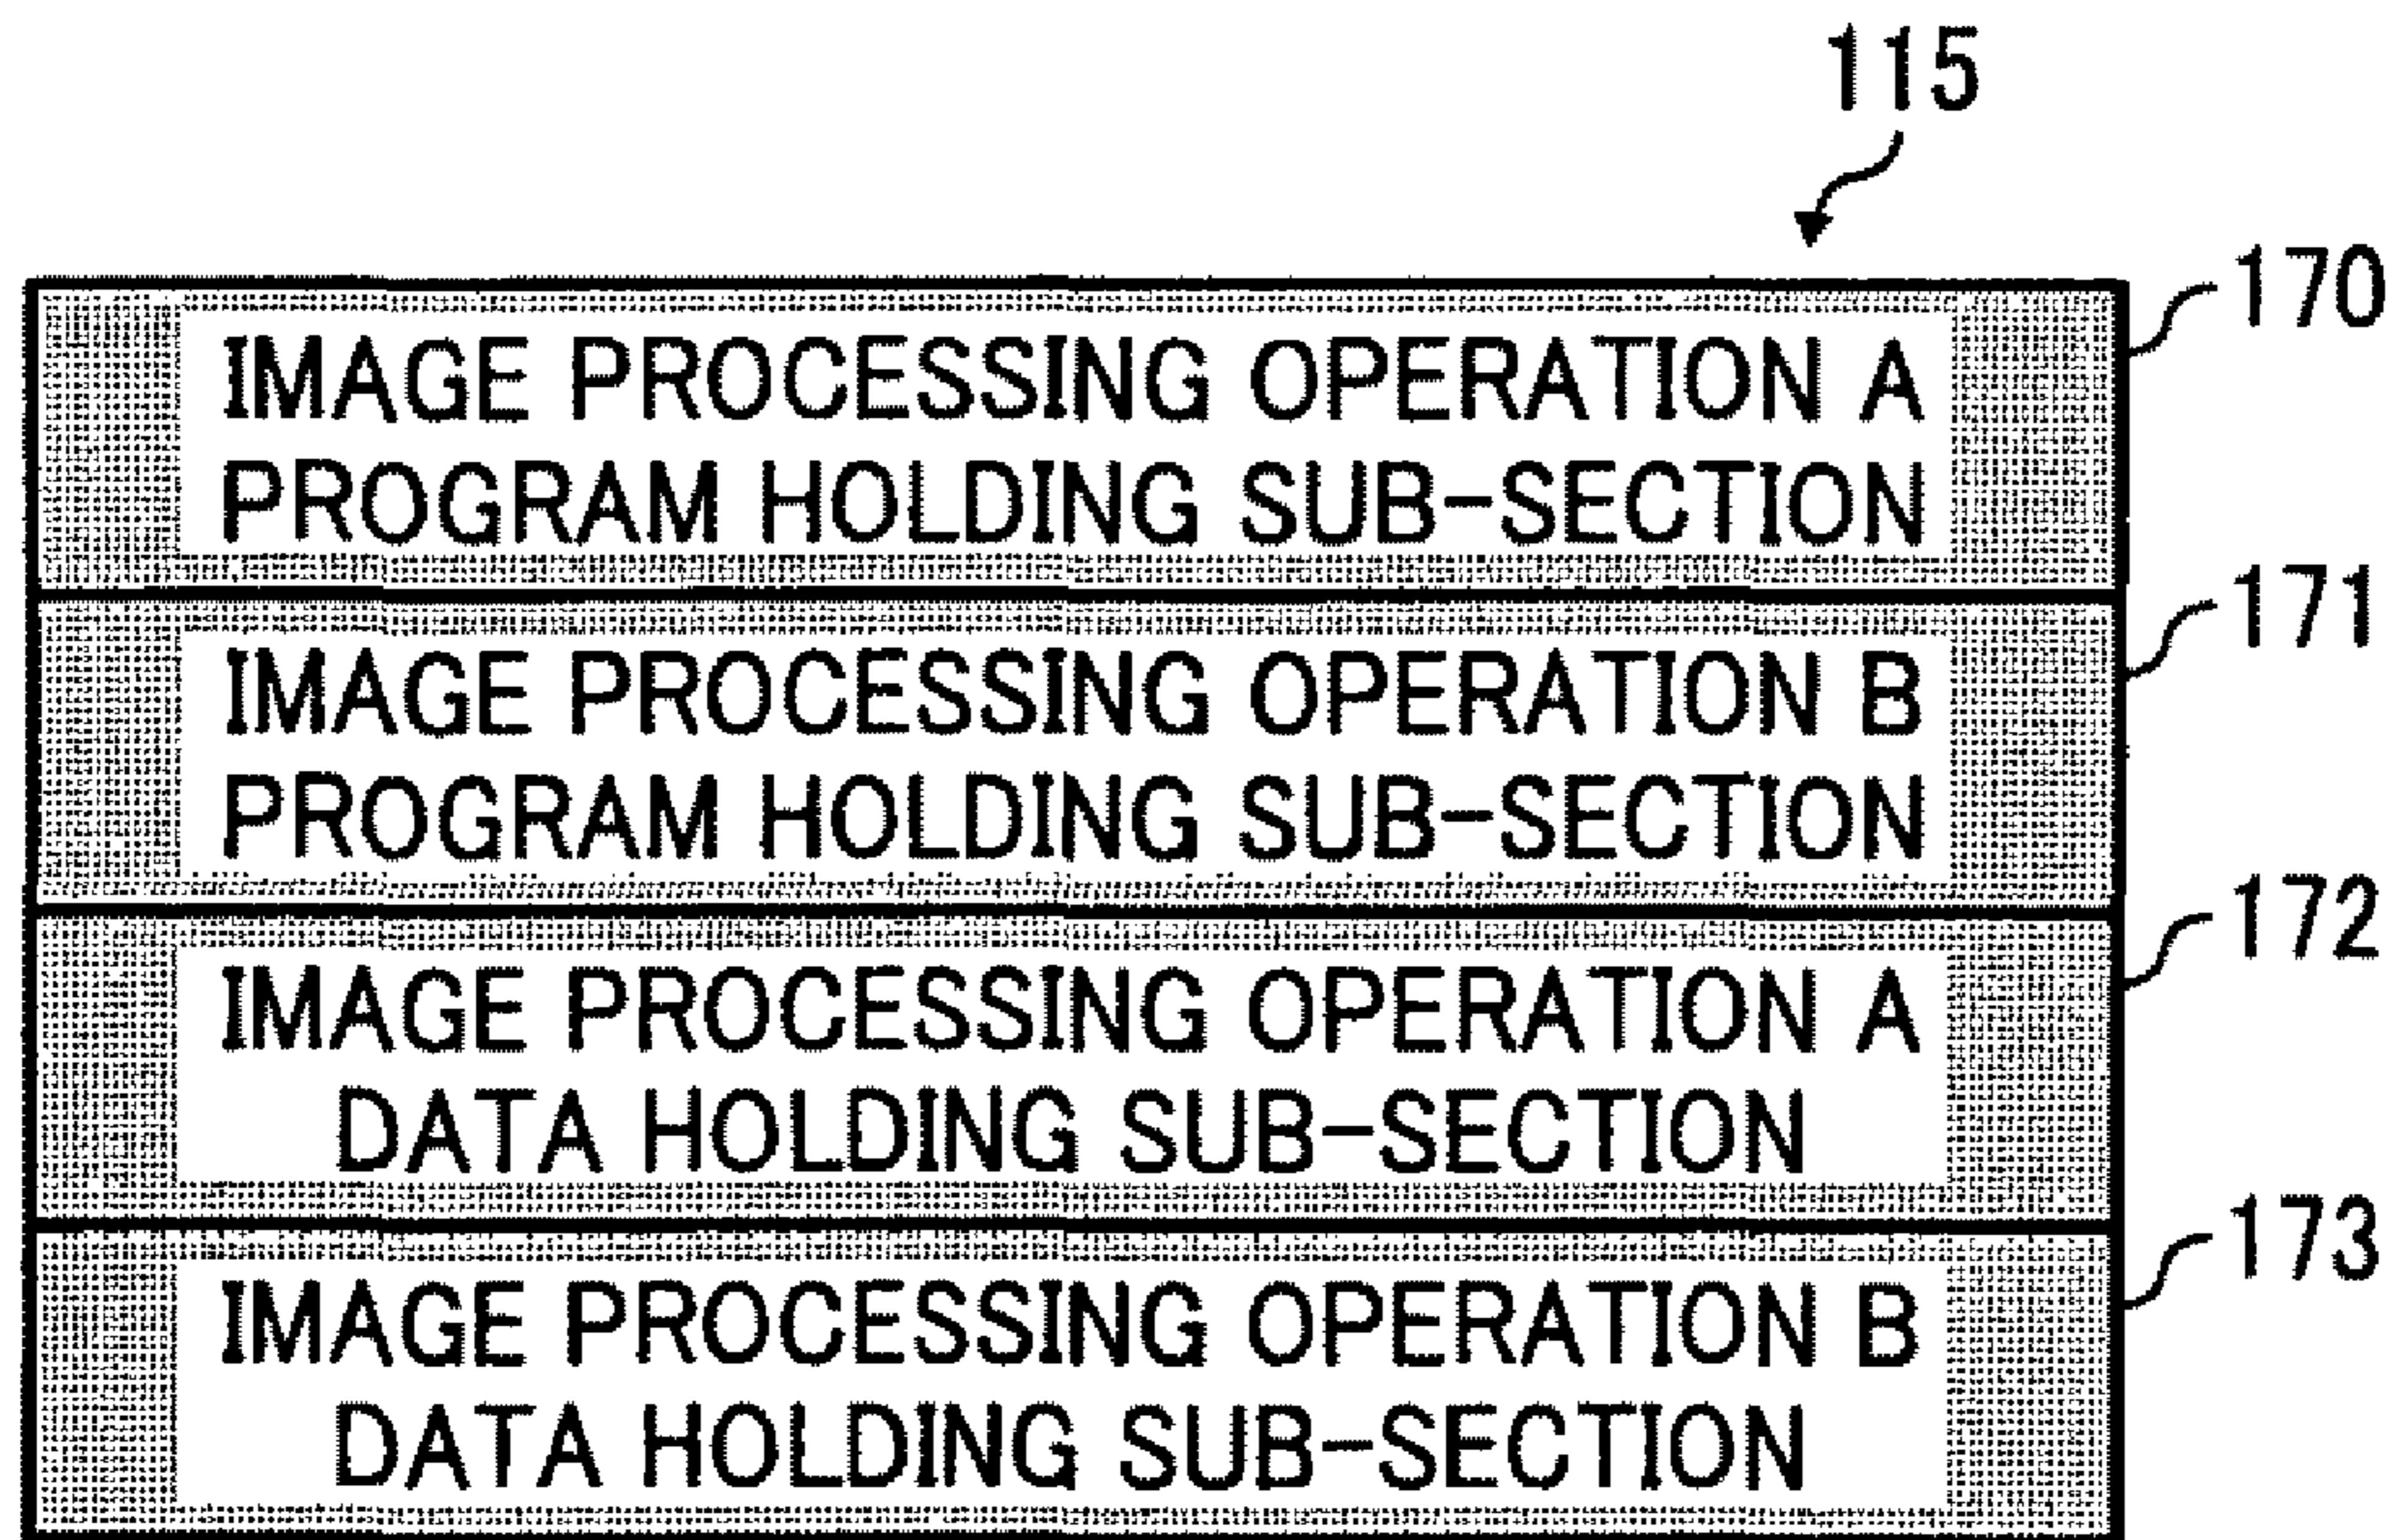 115
170
IMAGE PROCESSING OPERATION A
PROGRAM HOLDING SUB-SECTION
171
IMAGE PROCESSING OPERATION B
PROGRAM HOLDING SUB-SECTION
172
IMAGE PROCESSING OPERATION A
DATA HOLDING SUB-SECTION
173
IMAGE PROCESSING OPERATION B
DATA HOLDING SUB-SECTION